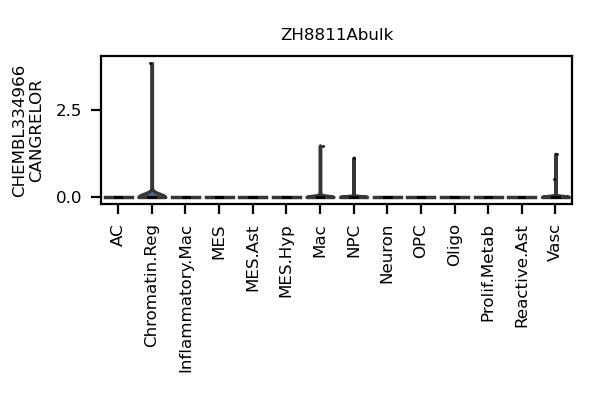 ZH8811Abulk
CHEMBL334966
CANGRELOR
2.5
0.0
AC
Chromatin.Reg
Inflammatory.Mac
MES
MES.Ast
MES.Hyp
Mac
NPC
Neuron
OPC
Oligo
Prolif.Metab
Reactive.Ast
Vasc